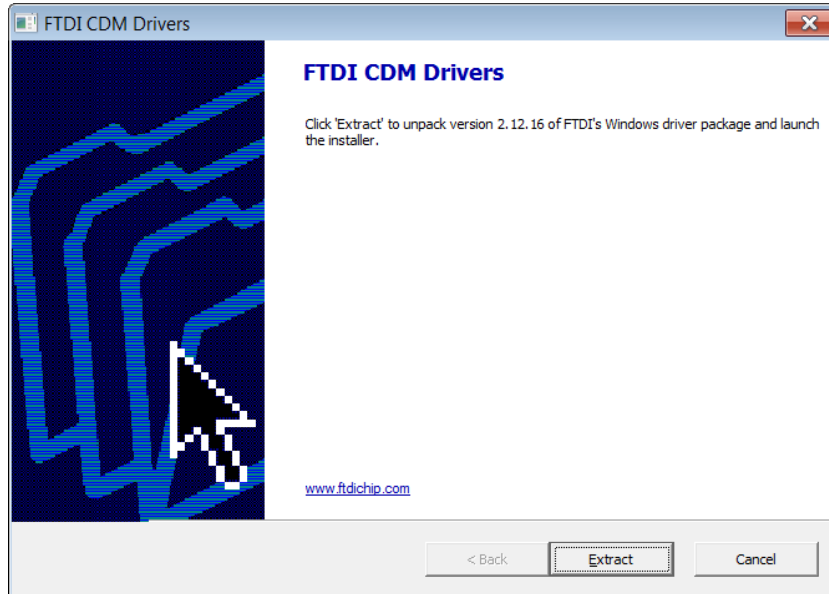 FTDI CDM Drivers
FTDI CDM Drivers
Click 'Extract' to unpack version 2.12.16 of FTDI's Windows driver package and launch
the installer.
www.ftdichip.com
< Back Extract Cancel